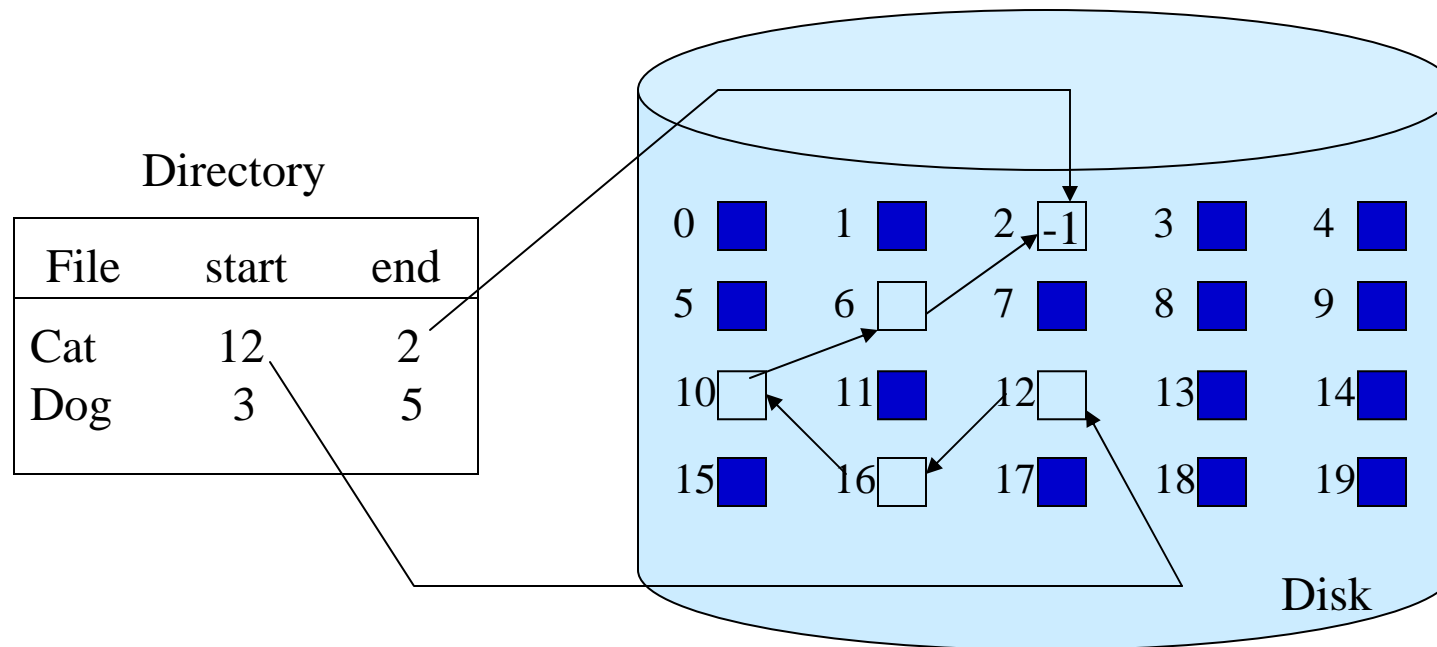 Directory
File start end
Cat 12 2
Dog 3 5
0 1 2 -1 3 4
5 6 7 8 9
10 11 12 13 14
15 16 17 18 19
Disk